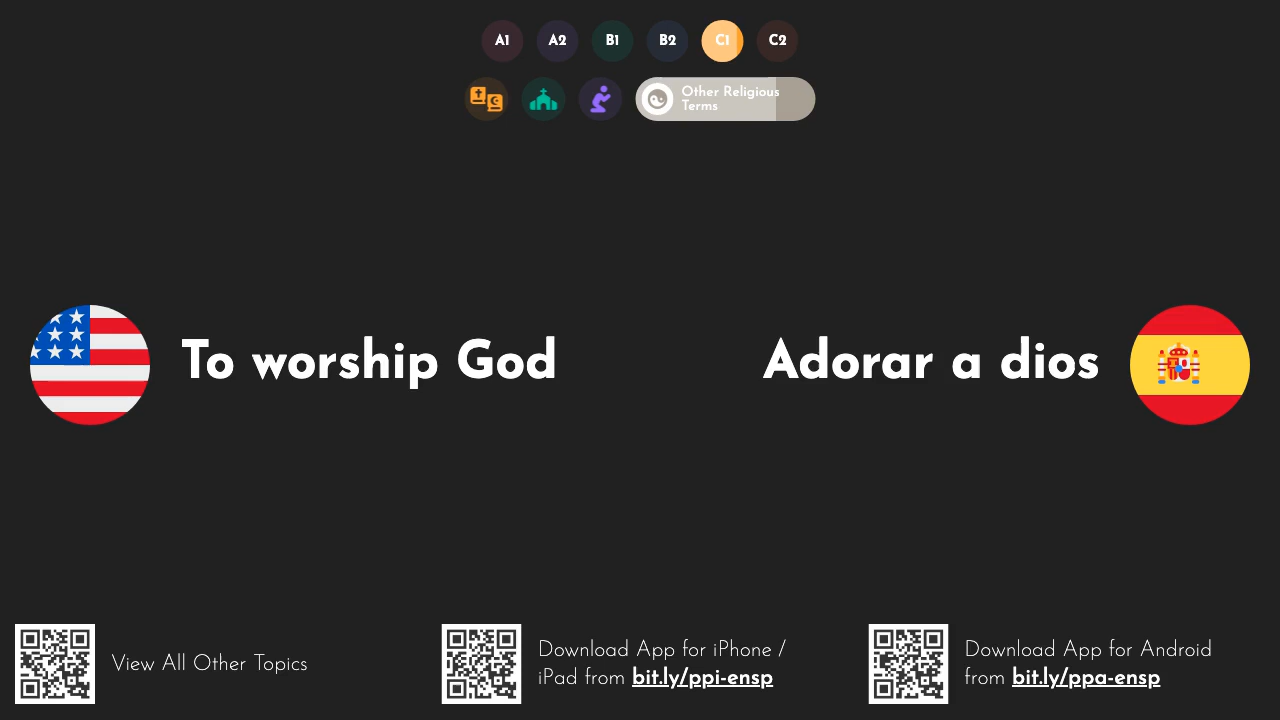 A1 A2 B1 B2 C1 C2
Other Religious
Terms
To worship God
Adorar a dios
View All Other Topics
Download App for iPhone /
iPad from bit.ly/ppi-ensp
Download App for Android
from bit.ly/ppa-ensp